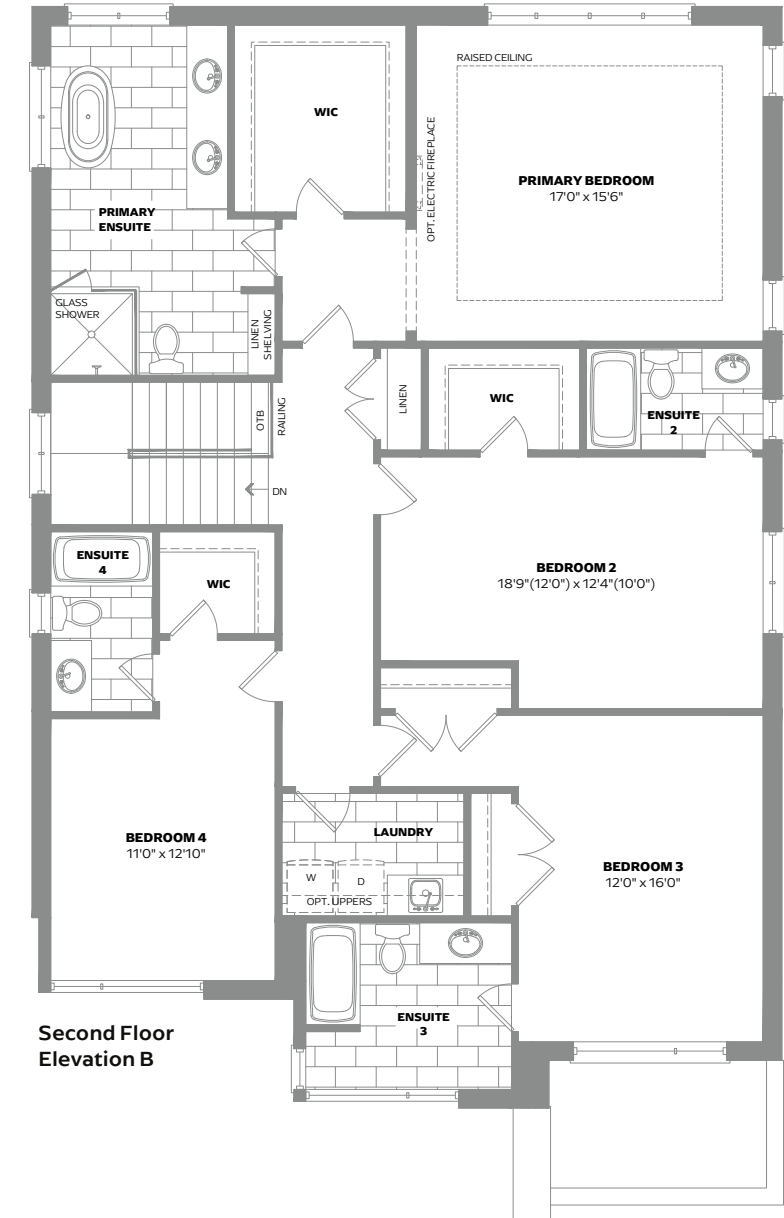 RAISED CEILING
WIC
OPT. ELECTRIC FIREPLACE
PRIMARY BEDROOM
17'0" x 15'6"
PRIMARY
ENSUITE
GLASS
SHOWER
LINEN
SHELVING
LINEN
WIC
ENSUITE
2
OTB
RAILING
DN
ENSUITE
4
WIC
BEDROOM 2
18'9"(12'0") x 12'4"(10'0")
BEDROOM 4
11'0" x 12'10"
LAUNDRY
W
D
OPT. UPPERS
BEDROOM 3
12'0" x 16'0"
ENSUITE
3
Second Floor
Elevation B